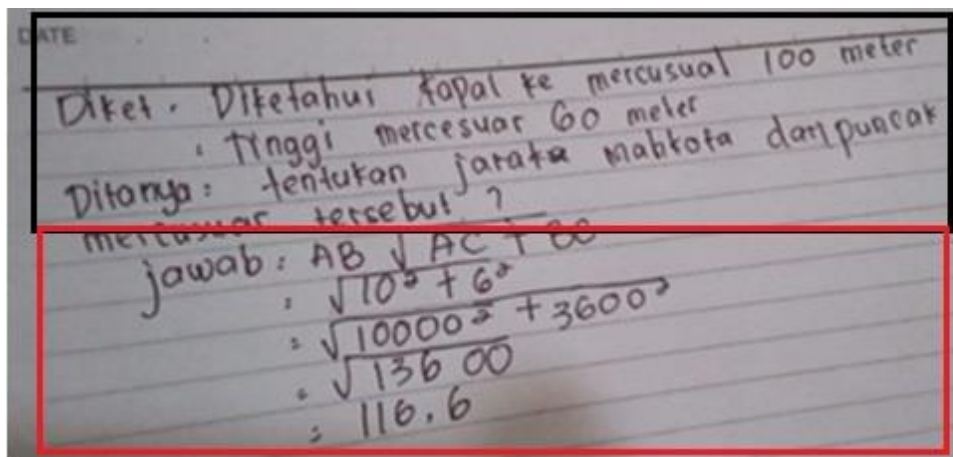 DATE
Diket. Diketahui kapal ke mercusual 100 meter
: tinggi mercesuar 60 meter
Ditanya: tentukan jarak mahkota dari puncak
mercusuar tersebut?
jawab: AB √AC + 60
: √10² + 6²
= √10000² + 3600²
= √136 00
= 116.6